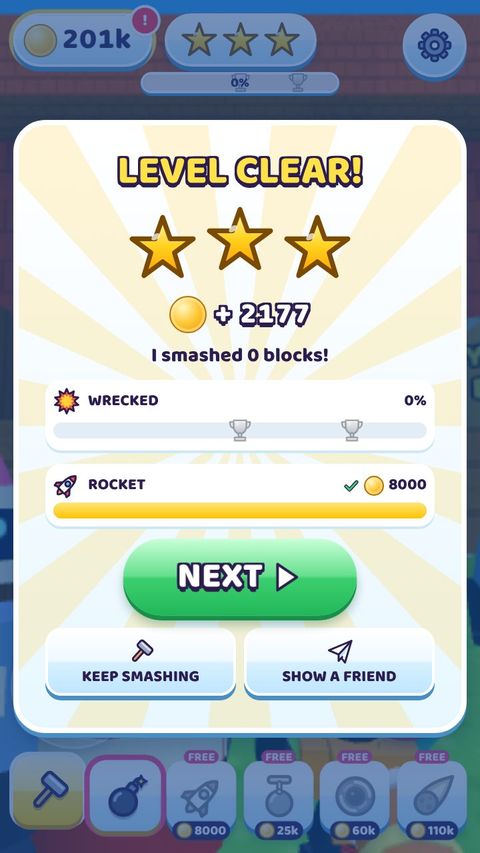 201k
!
0%
LEVEL CLEAR!
+ 2177
I smashed 0 blocks!
WRECKED 0%
ROCKET 8000
NEXT
KEEP SMASHING
SHOW A FRIEND
FREE FREE FREE FREE
8000 25k 60k 110k